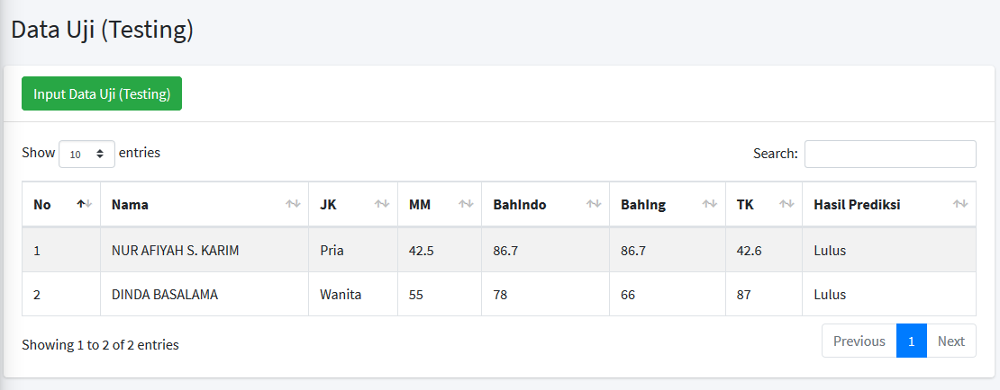 Data Uji (Testing)
Input Data Uji (Testing)
Show 10 entries Search:
No Nama JK MM BahIndo BahIng TK Hasil Prediksi
1 NUR AFIYAH S. KARIM Pria 42.5 86.7 86.7 42.6 Lulus
2 DINDA BASALAMA Wanita 55 78 66 87 Lulus
Showing 1 to 2 of 2 entries Previous 1 Next